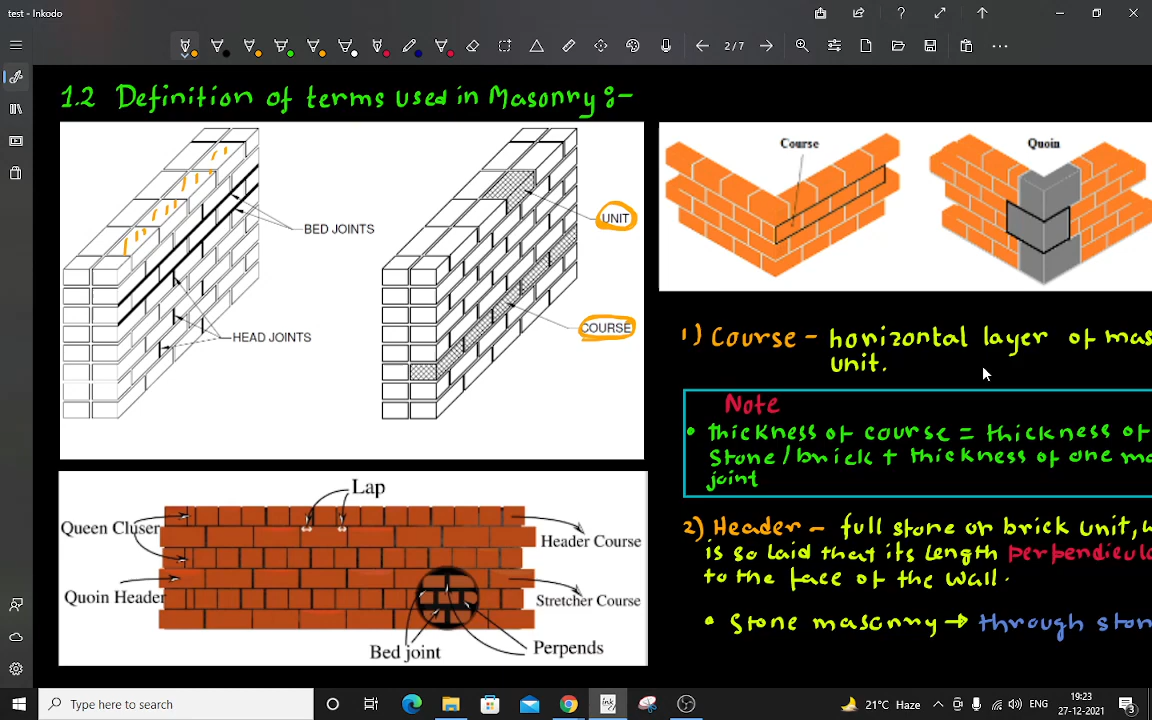 test - Inkodo
2/7
1.2 Definition of terms used in Masonry :-
BED JOINTS
HEAD JOINTS
UNIT
COURSE
Course
Quoin
1) Course - horizontal layer of mas
unit.
Note
• thickness of course = thickness of
Stone/brick + thickness of one mo
joint
Lap
Queen Cluser
Header Course
Quoin Header
Stretcher Course
Bed joint
Perpends
2) Header - full stone or brick unit, w
is so laid that its length perpendicula
to the face of the wall.
• Stone masonry → through ston
Type here to search
21°C Haze
ENG
19:23
27-12-2021
3